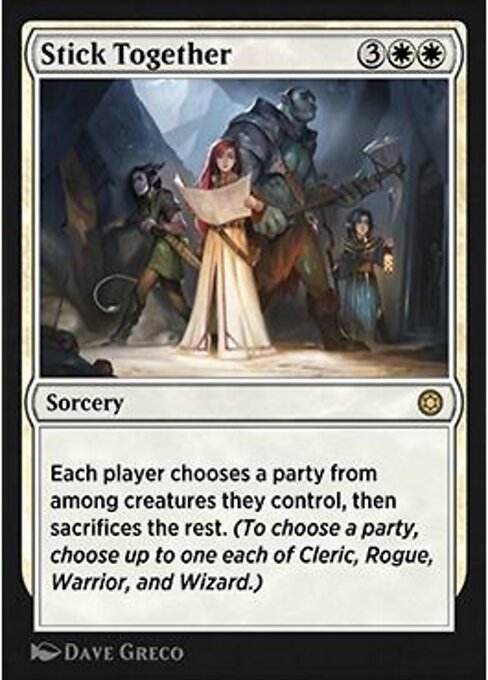 Stick Together 3
Sorcery
Each player chooses a party from
among creatures they control, then
sacrifices the rest. (To choose a party,
choose up to one each of Cleric, Rogue,
Warrior, and Wizard.)
DAVE GRECO